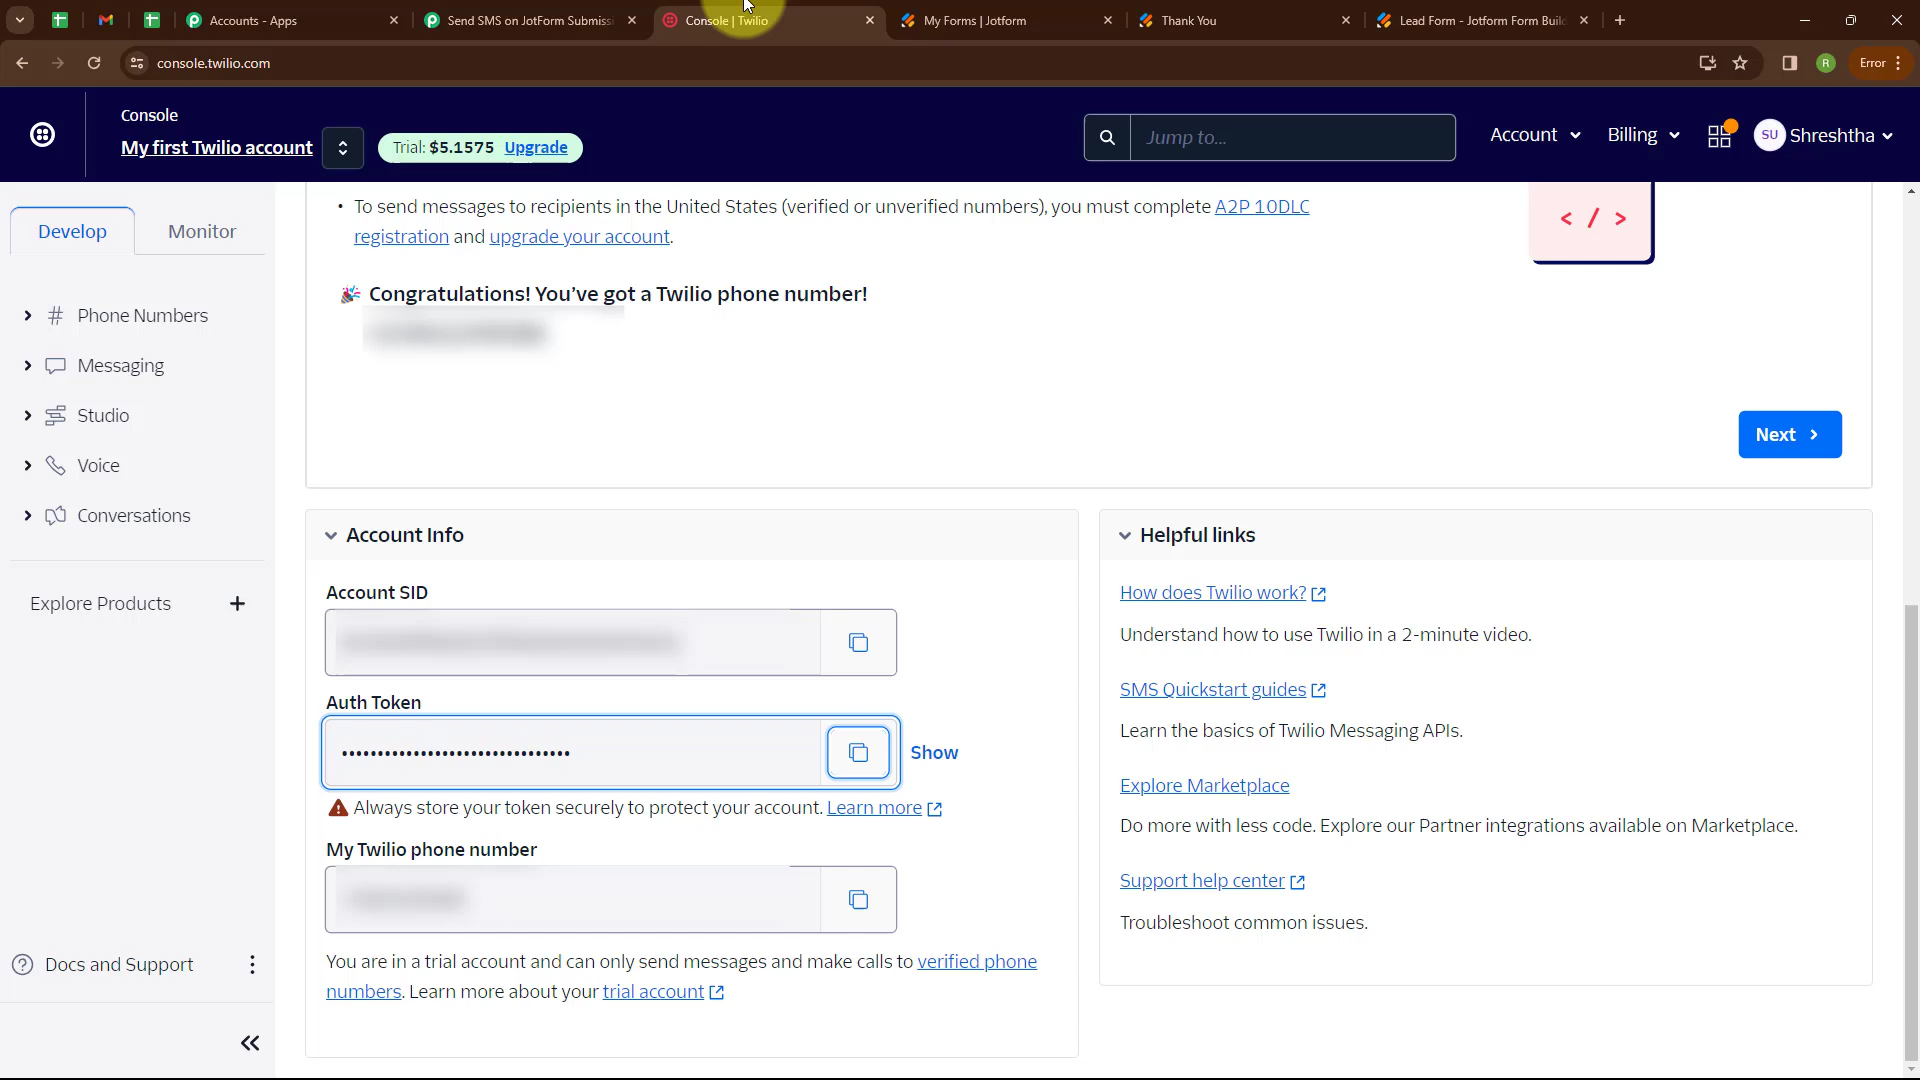 Accounts - Apps
Send SMS on JotForm Submiss
Console | Twilio
My Forms | Jotform
Thank You
Lead Form - Jotform Form Buil
console.twilio.com
R
Error
Console
My first Twilio account
Trial: $5.1575 Upgrade
Jump to...
Account
Billing
SU
Shreshtha
Develop
Monitor
Phone Numbers
Messaging
Studio
Voice
Conversations
Explore Products
Docs and Support
• To send messages to recipients in the United States (verified or unverified numbers), you must complete A2P 10DLC
registration and upgrade your account.
Congratulations! You’ve got a Twilio phone number!
< / >
Next
Account Info
Account SID
Auth Token
•••••••••••••••••••••••••••••••• Show
Always store your token securely to protect your account. Learn more
My Twilio phone number
You are in a trial account and can only send messages and make calls to verified phone
numbers. Learn more about your trial account
Helpful links
How does Twilio work?
Understand how to use Twilio in a 2-minute video.
SMS Quickstart guides
Learn the basics of Twilio Messaging APIs.
Explore Marketplace
Do more with less code. Explore our Partner integrations available on Marketplace.
Support help center
Troubleshoot common issues.